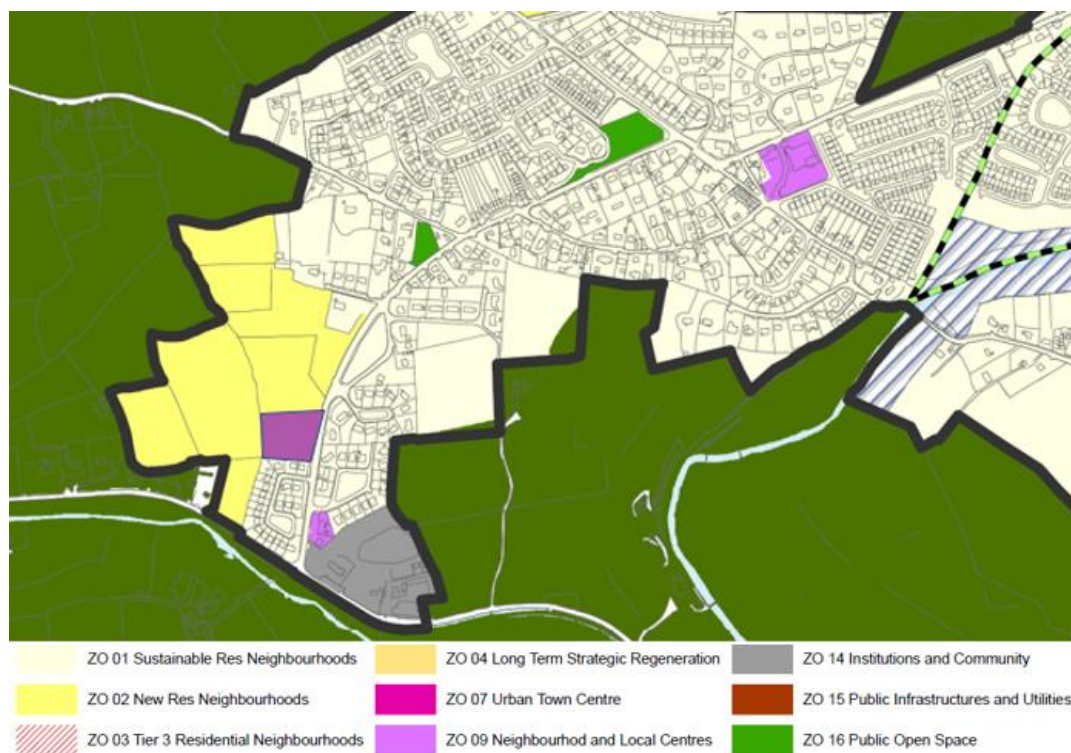 ZO 01 Sustainable Res Neighbourhoods
ZO 04 Long Term Strategic Regeneration
ZO 14 Institutions and Community
ZO 02 New Res Neighbourhoods
ZO 07 Urban Town Centre
ZO 15 Public Infrastructures and Utilities
ZO 03 Tier 3 Residential Neighbourhoods
ZO 09 Neighbourhod and Local Centres
ZO 16 Public Open Space